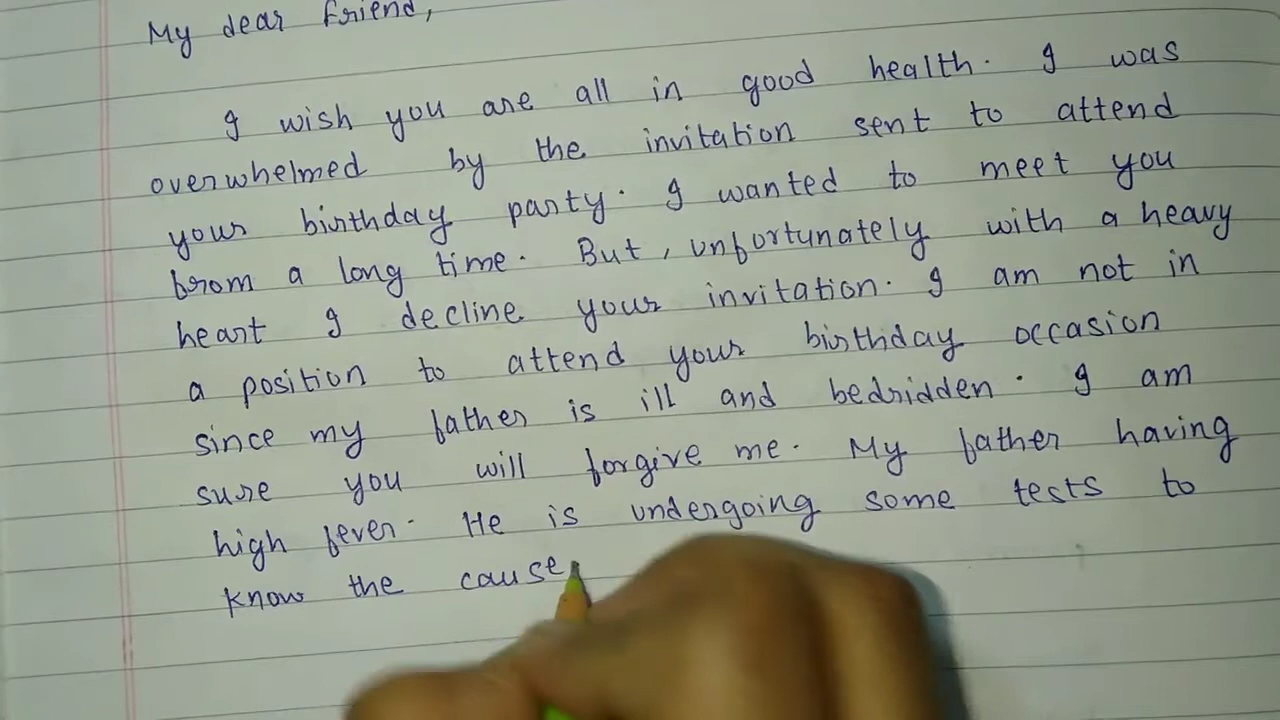 My dear Friend,
I wish you are all in good health. I was
overwhelmed by the invitation sent to attend
your birthday party. I wanted to meet you
from a long time. But, unfortunately with a heavy
heart I decline your invitation. I am not in
a position to attend your birthday occasion
since my father is ill and bedridden. I am
sure you will forgive me. My father having
high fever. He is undergoing some tests to
know the cause